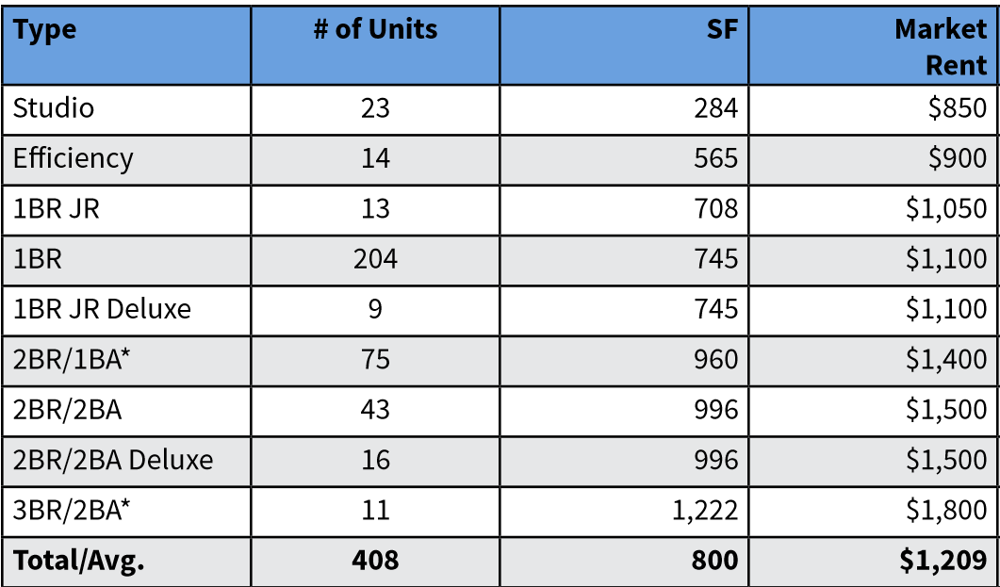 Type # of Units SF Market
Rent
Studio 23 284 $850
Efficiency 14 565 $900
1BR JR 13 708 $1,050
1BR 204 745 $1,100
1BR JR Deluxe 9 745 $1,100
2BR/1BA* 75 960 $1,400
2BR/2BA 43 996 $1,500
2BR/2BA Deluxe 16 996 $1,500
3BR/2BA* 11 1,222 $1,800
Total/Avg. 408 800 $1,209